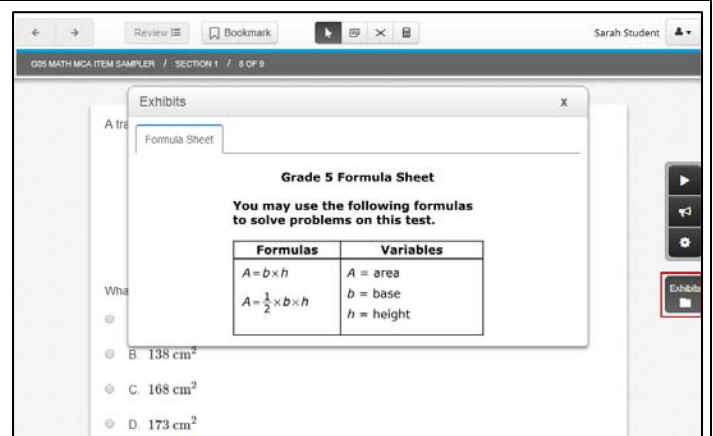 Review Bookmark Sarah Student
G05 MATH MCA ITEM SAMPLER / SECTION 1 / 8 OF 9
Exhibits X
A tra
Formula Sheet
Grade 5 Formula Sheet
You may use the following formulas
to solve problems on this test.
Formulas Variables
A = b × h A = area
A = 1/2 × b × h b = base
h = height
Wha
Exhibits
B. 138 cm²
C. 168 cm²
D. 173 cm²